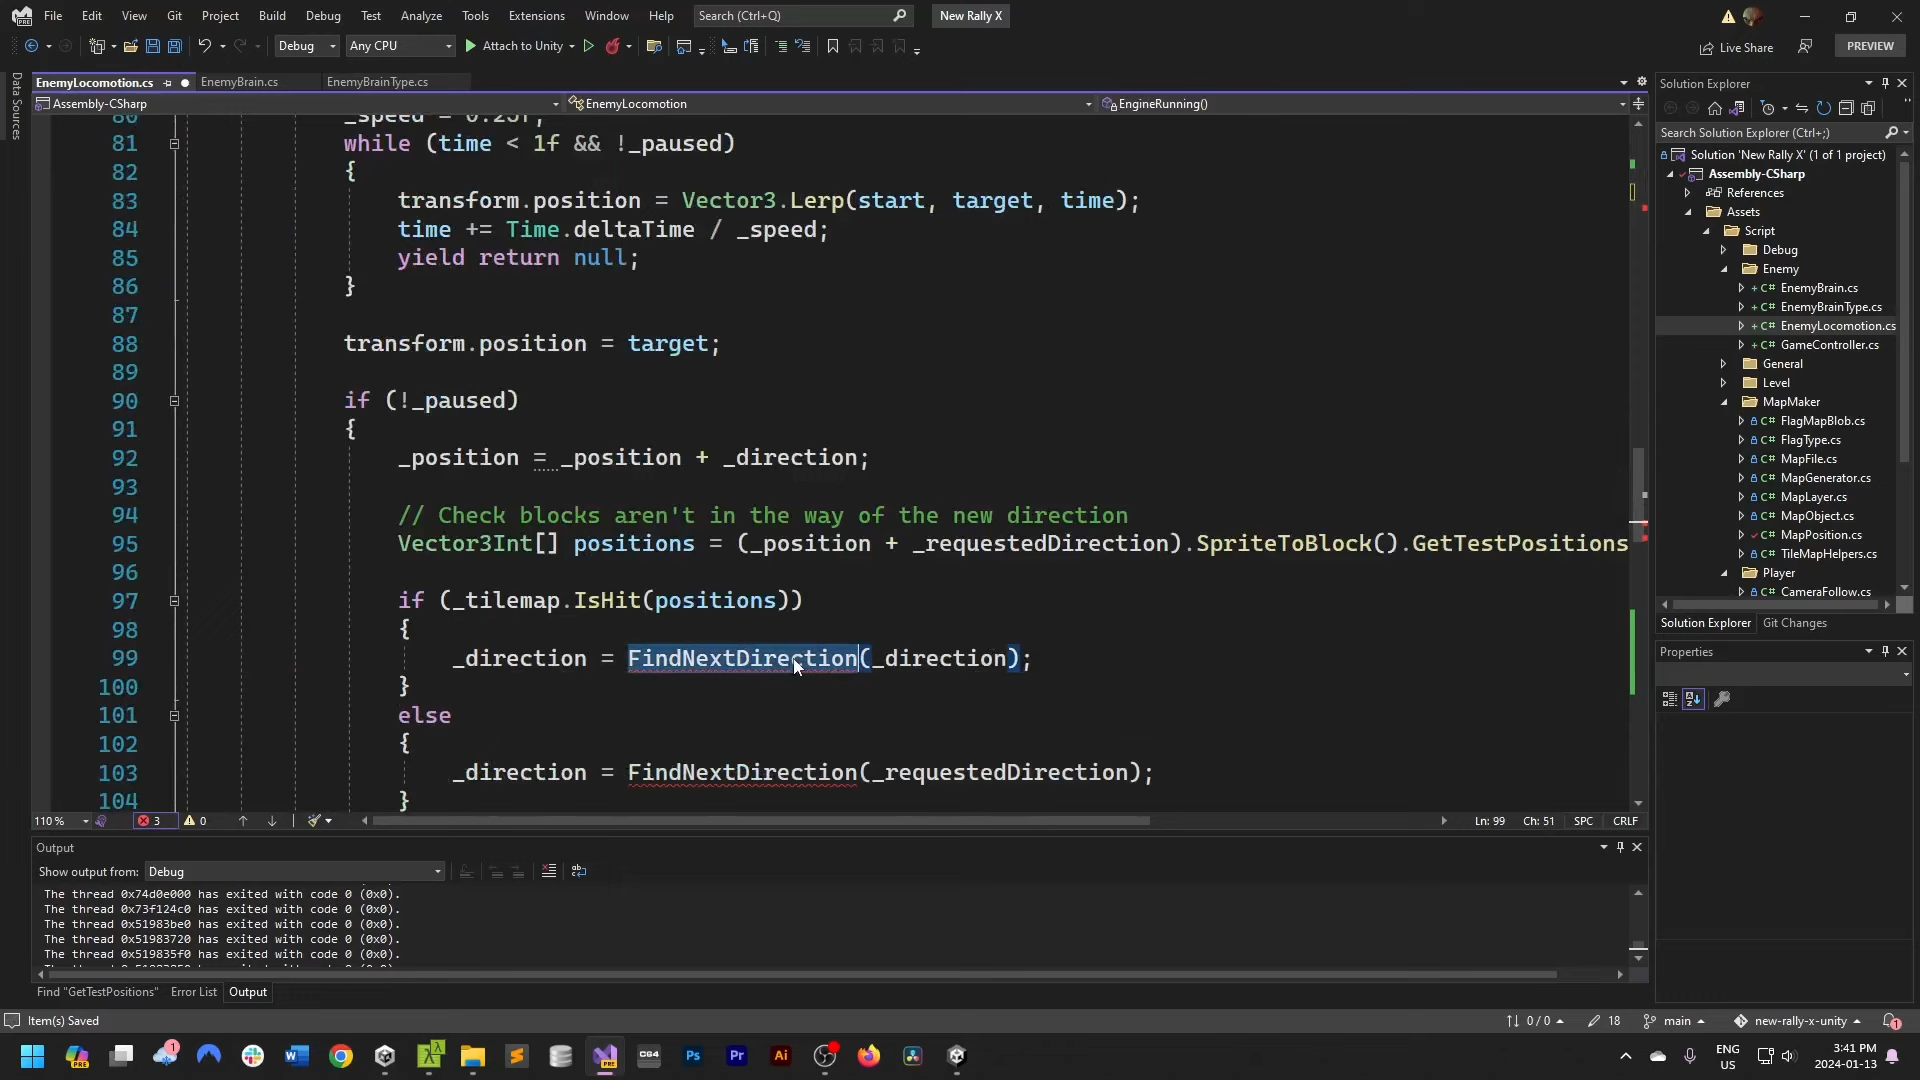 File Edit View Git Project Build Debug Test Analyze Tools Extensions Window Help Search (Ctrl+Q) New Rally X
Debug Any CPU Attach to Unity Live Share PREVIEW
Data Sources
EnemyLocomotion.cs EnemyBrain.cs EnemyBrainType.cs
Assembly-CSharp EnemyLocomotion EngineRunning()
80 _speed = 0.25f;
81 while (time < 1f && !_paused)
82 {
83 transform.position = Vector3.Lerp(start, target, time);
84 time += Time.deltaTime / _speed;
85 yield return null;
86 }
87
88 transform.position = target;
89
90 if (!_paused)
91 {
92 _position = _position + _direction;
93
94 // Check blocks aren't in the way of the new direction
95 Vector3Int[] positions = (_position + _requestedDirection).SpriteToBlock().GetTestPositions
96
97 if (_tilemap.IsHit(positions))
98 {
99 _direction = FindNextDirection(_direction);
100 }
101 else
102 {
103 _direction = FindNextDirection(_requestedDirection);
104 }
110 % 3 0 Ln: 99 Ch: 51 SPC CRLF
Output
Show output from: Debug
The thread 0x74d0e000 has exited with code 0 (0x0).
The thread 0x73f124c0 has exited with code 0 (0x0).
The thread 0x51983be0 has exited with code 0 (0x0).
The thread 0x51983720 has exited with code 0 (0x0).
The thread 0x519835f0 has exited with code 0 (0x0).
Find "GetTestPositions" Error List Output
Solution Explorer
Search Solution Explorer (Ctrl+;)
Solution 'New Rally X' (1 of 1 project)
Assembly-CSharp
References
Assets
Script
Debug
Enemy
C# EnemyBrain.cs
C# EnemyBrainType.cs
C# EnemyLocomotion.cs
C# GameController.cs
General
Level
MapMaker
C# FlagMapBlob.cs
C# FlagType.cs
C# MapFile.cs
C# MapGenerator.cs
C# MapLayer.cs
C# MapObject.cs
C# MapPosition.cs
C# TileMapHelpers.cs
Player
C# CameraFollow.cs
Solution Explorer Git Changes
Properties
Item(s) Saved 0 / 0 18 main new-rally-x-unity 1
PRE 1 W CG4 Ps Pr Ai ENG US 3:41 PM 2024-01-13